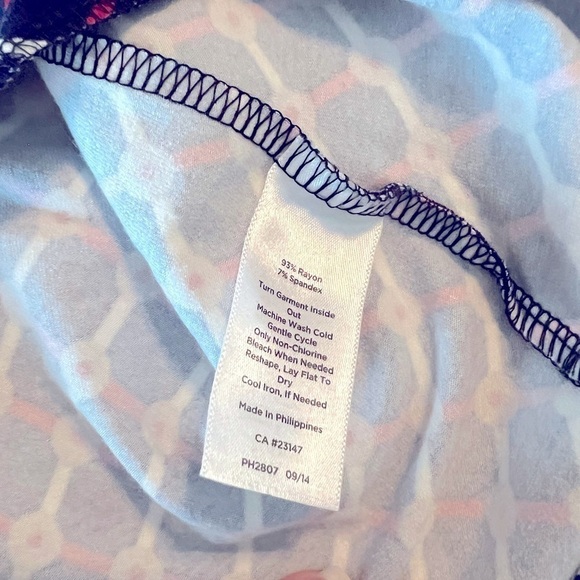 93% Rayon
7% Spandex
Turn Garment Inside
Out
Machine Wash Cold
Gentle Cycle
Only Non-Chlorine
Bleach When Needed
Reshape, Lay Flat To
Dry
Cool Iron, If Needed
Made in Philippines
CA #23147
PH2807 09/14